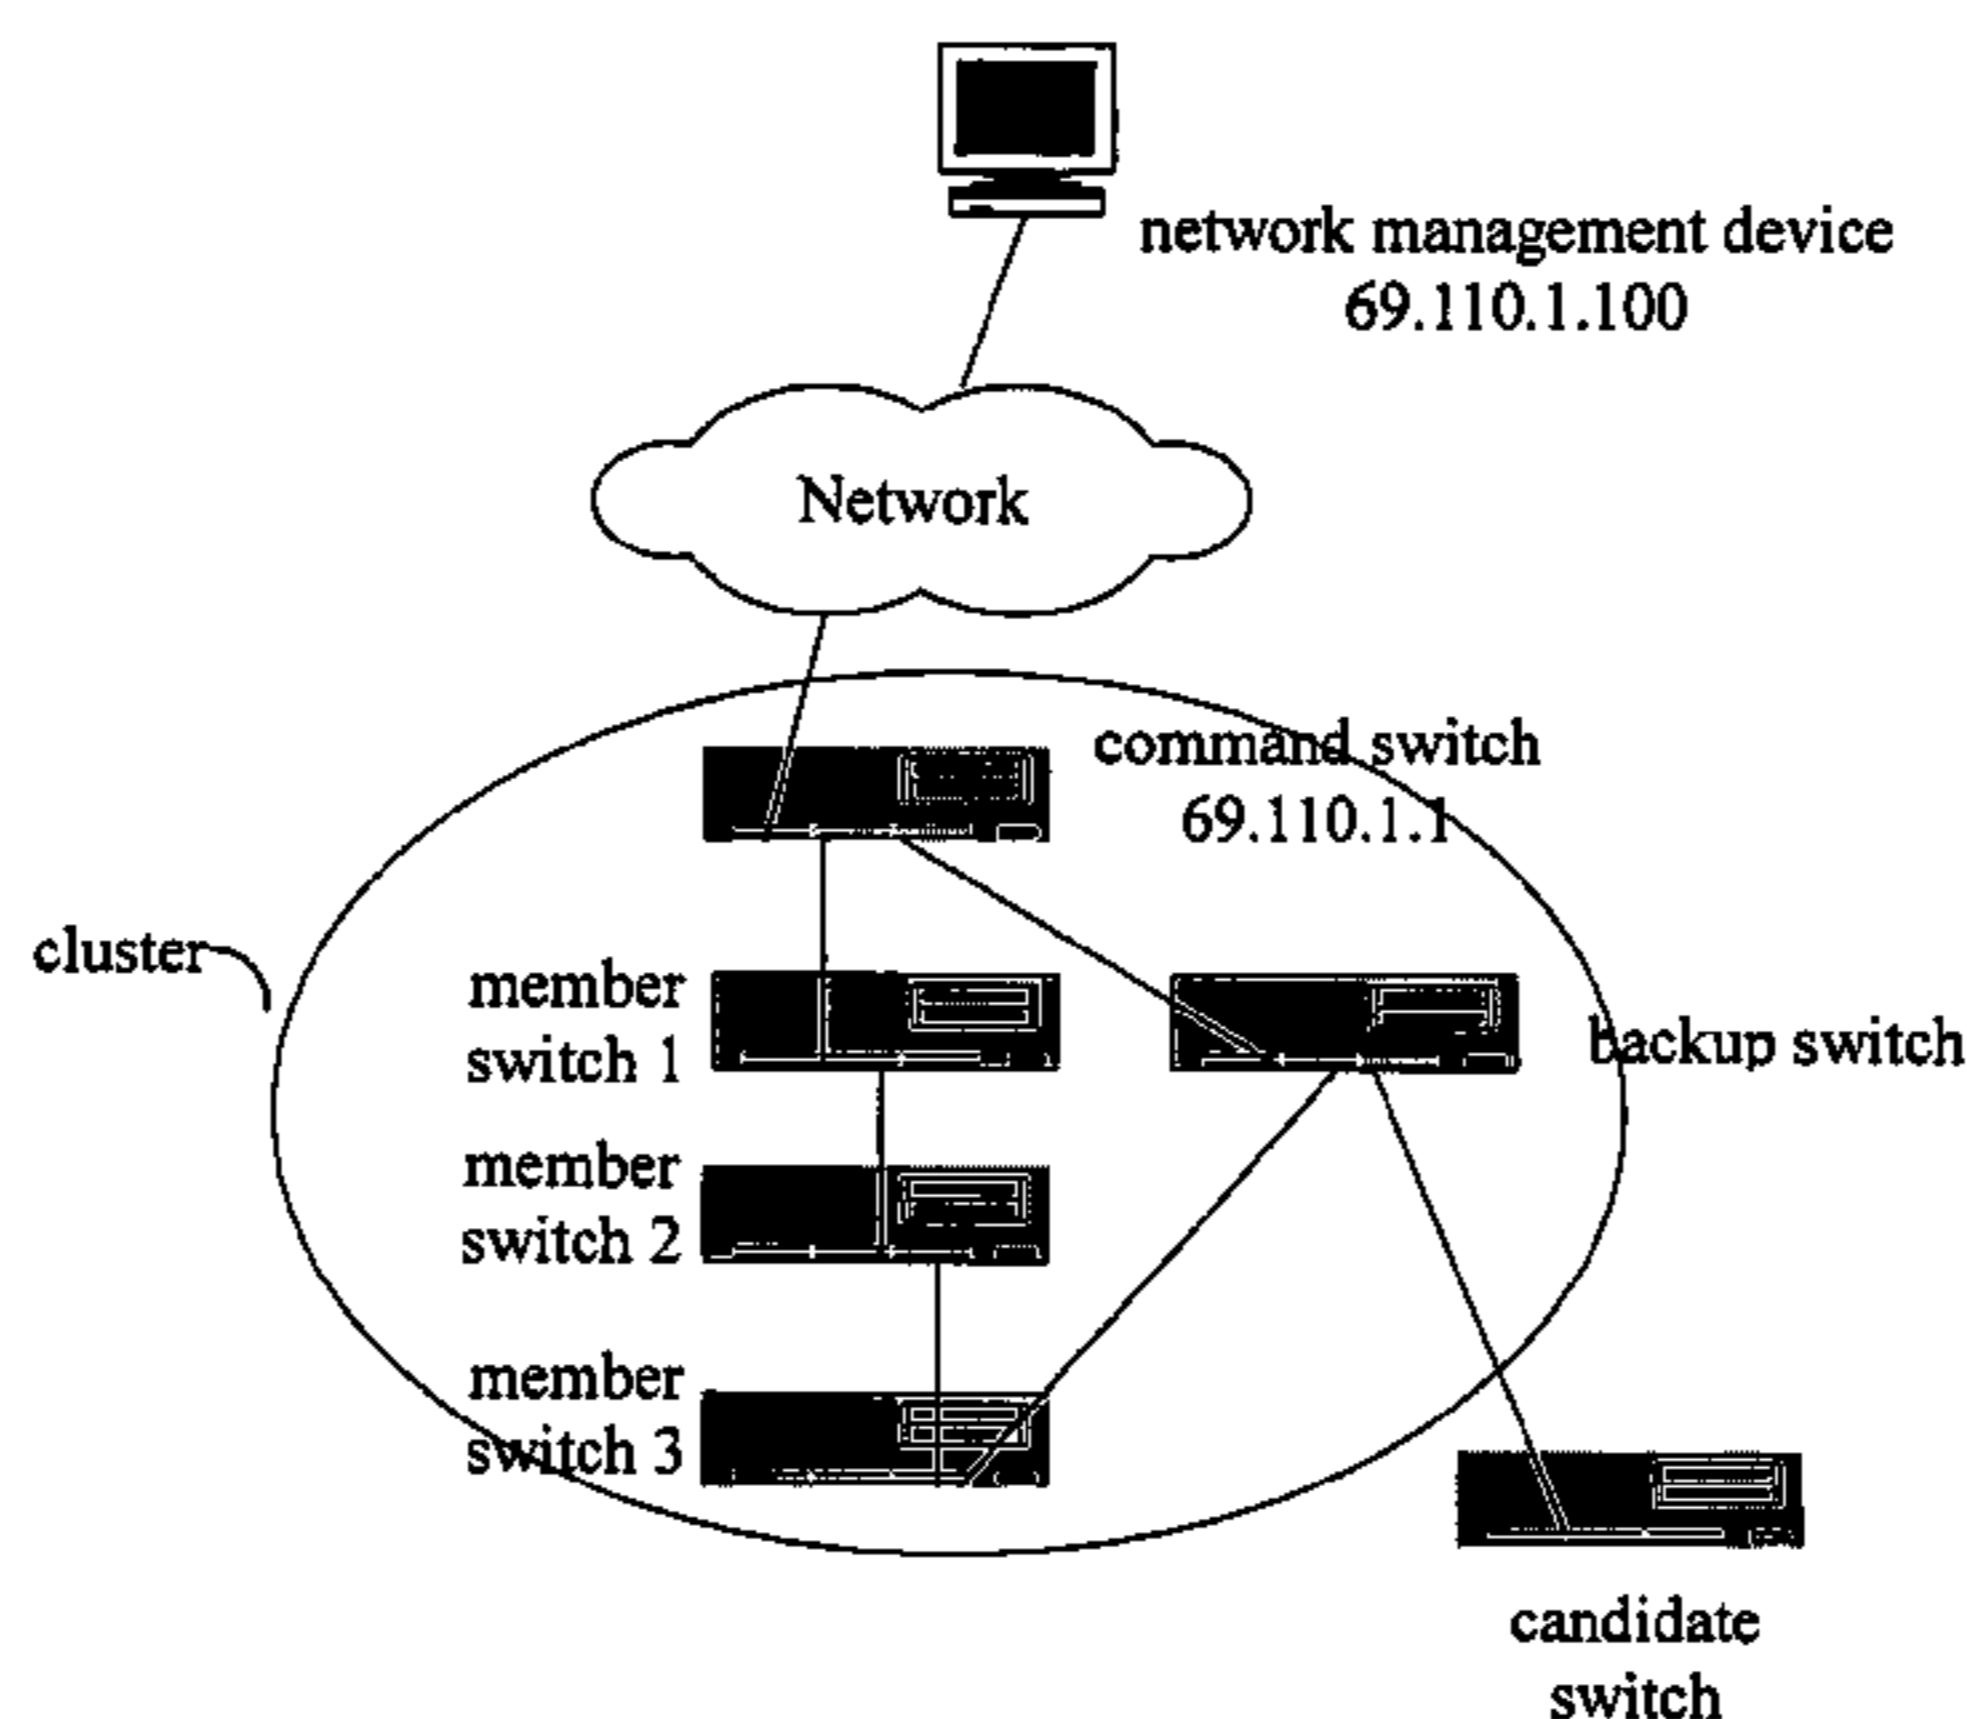 network management device
69.110.1.100
Network
command switch
69.110.1.1
cluster
member
switch 1
backup switch
member
switch 2
member
switch 3
candidate
switch